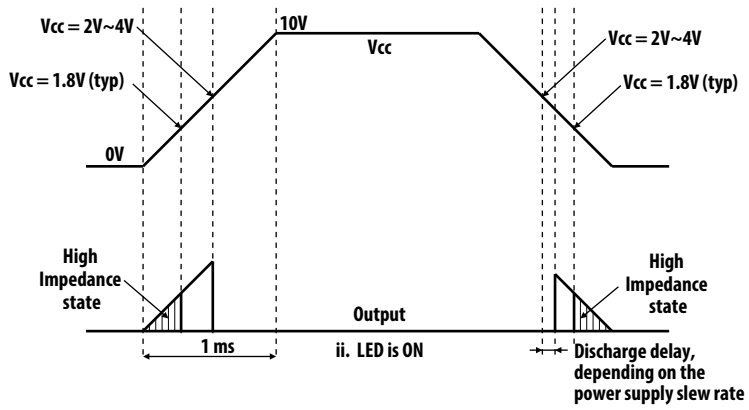 Vcc = 2V~4V
10V
Vcc
Vcc = 2V~4V
Vcc = 1.8V (typ)
Vcc = 1.8V (typ)
0V
High
Impedance
state
High
Impedance
state
Output
1 ms
ii. LED is ON
Discharge delay,
depending on the
power supply slew rate